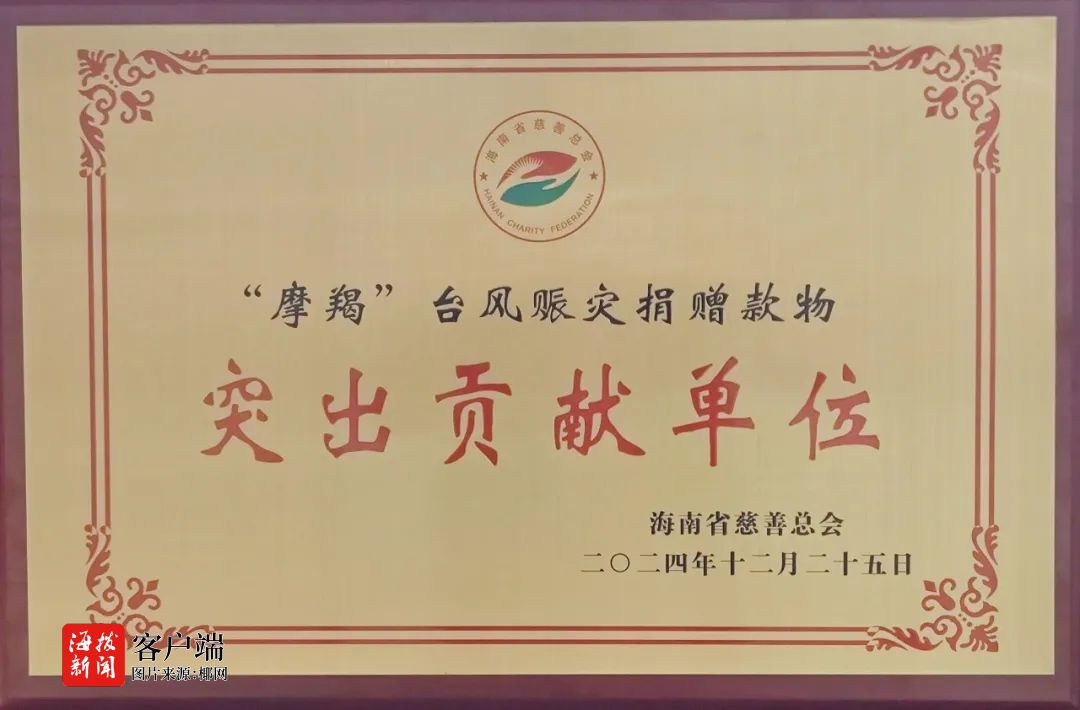 海南省慈善总会
HAINAN CHARITY FEDERATION
“摩羯”台风赈灾捐赠款物
突出贡献单位
海南省慈善总会
二〇二四年十二月二十五日
海拔新闻
客户端
图片来源:椰网